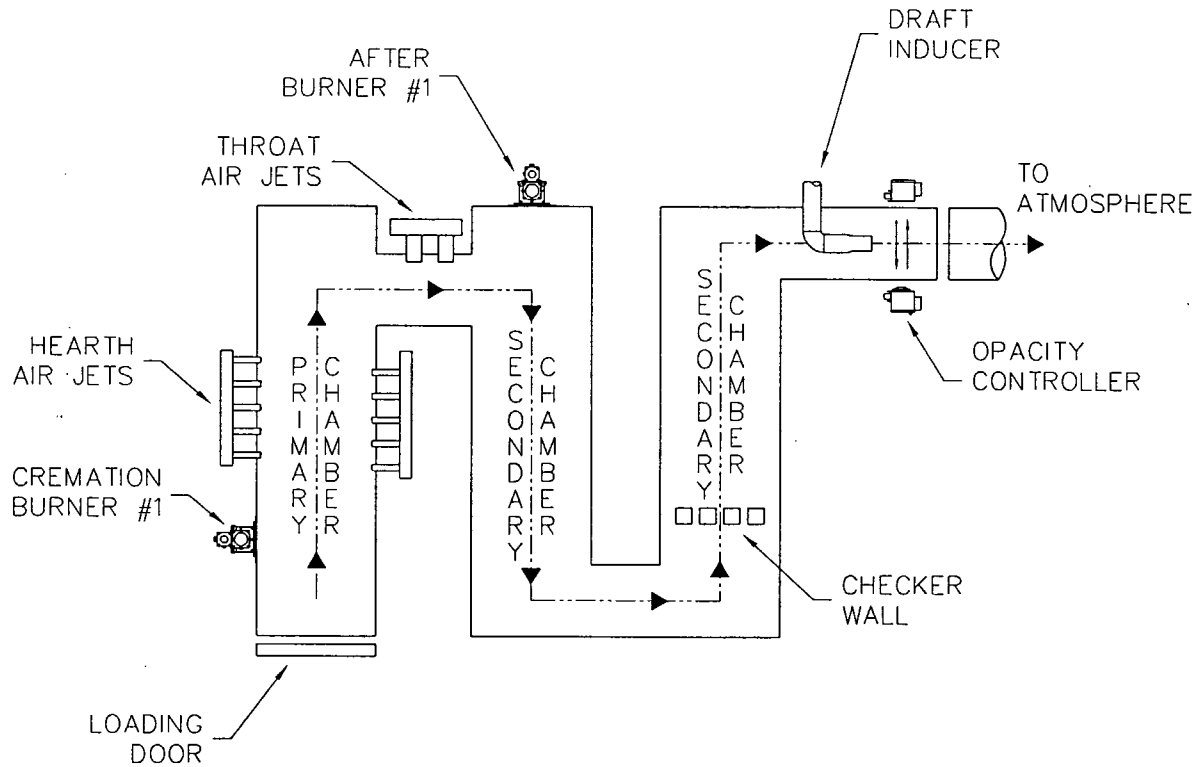 DRAFT
INDUCER
AFTER
BURNER #1
THROAT
AIR JETS
TO
ATMOSPHERE
HEARTH
AIR JETS
PRIMARY
CHAMBER
SECONDARY
CHAMBER
SECONDARY
CHAMBER
OPACITY
CONTROLLER
CREMATION
BURNER #1
CHECKER
WALL
LOADING
DOOR